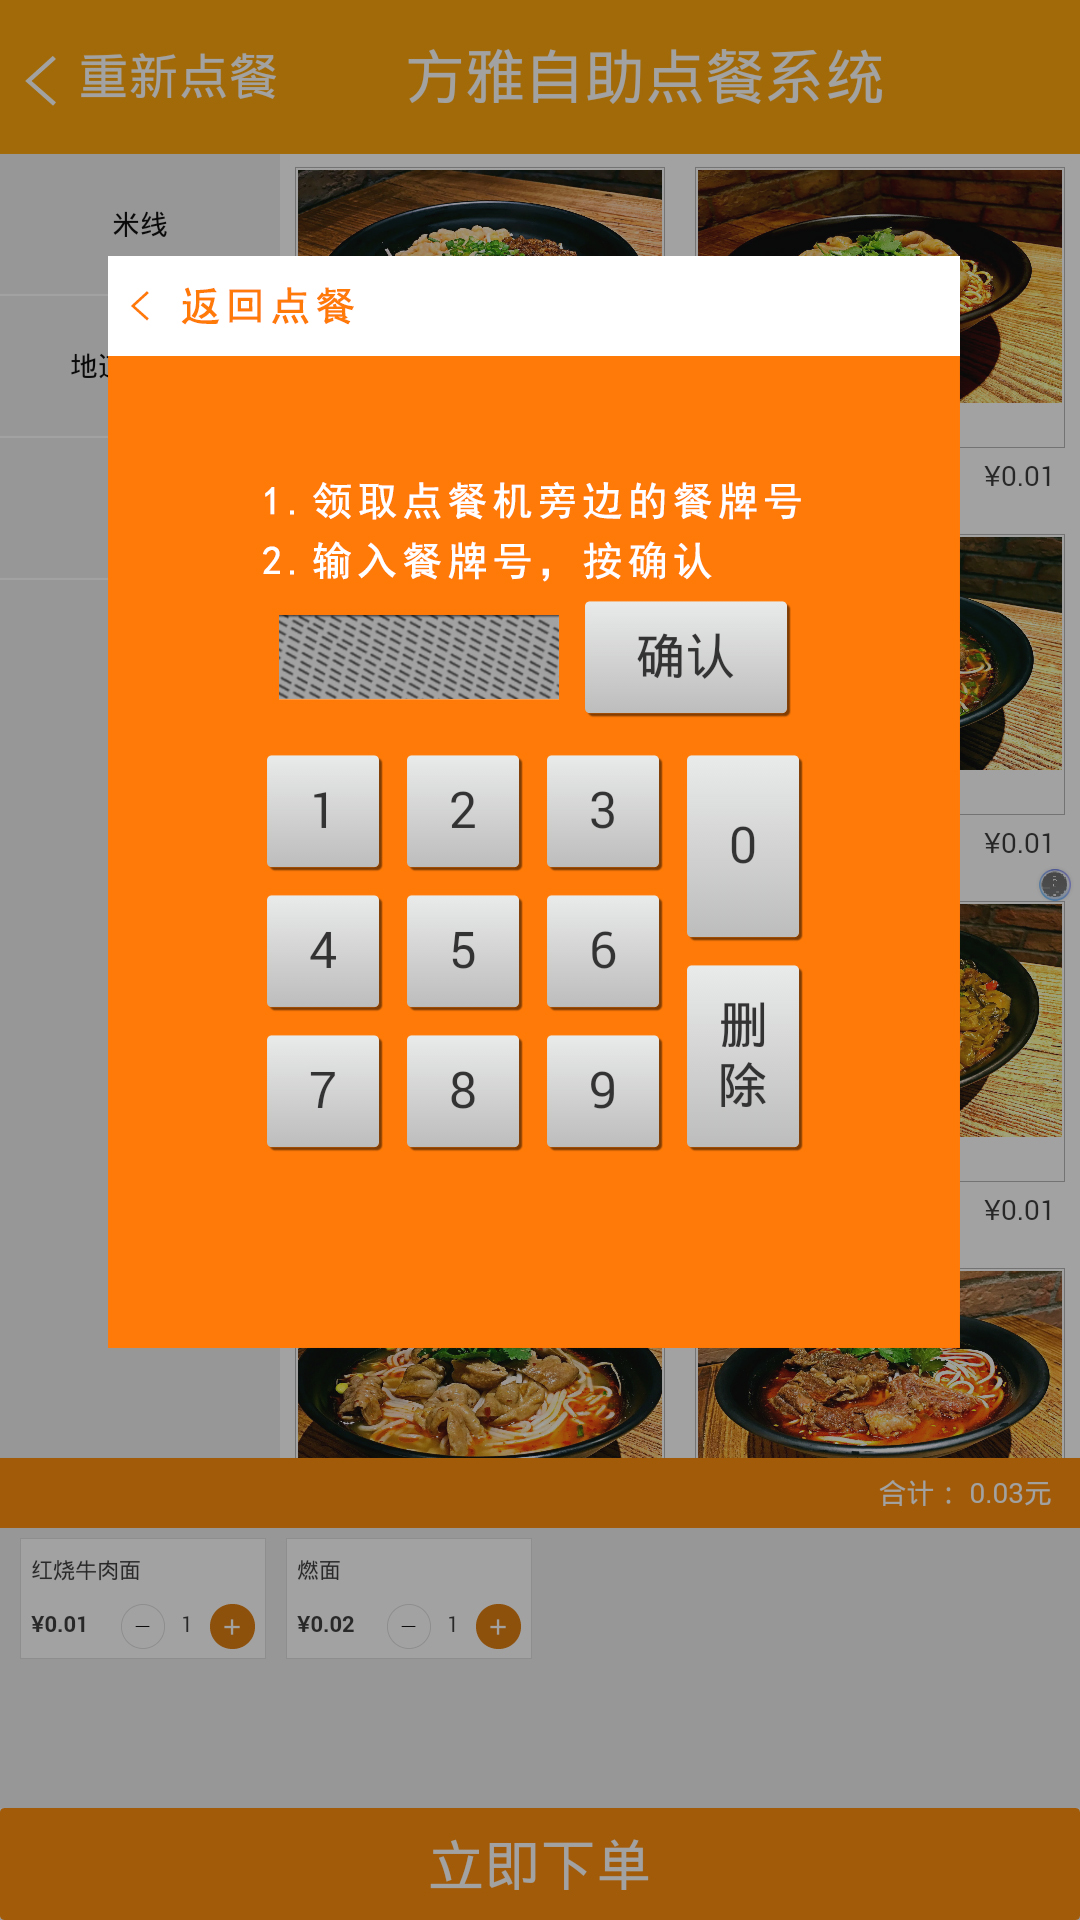 重新点餐
方雅自助点餐系统
米线
返回点餐
¥0.01
1.领取点餐机旁边的餐牌号
2.输入餐牌号，按确认
确认
1
2
3
0
¥0.01
4
5
6
删除
7
8
9
¥0.01
合计：0.03元
红烧牛肉面
¥0.01
－
1
+
燃面
¥0.02
－
1
+
立即下单